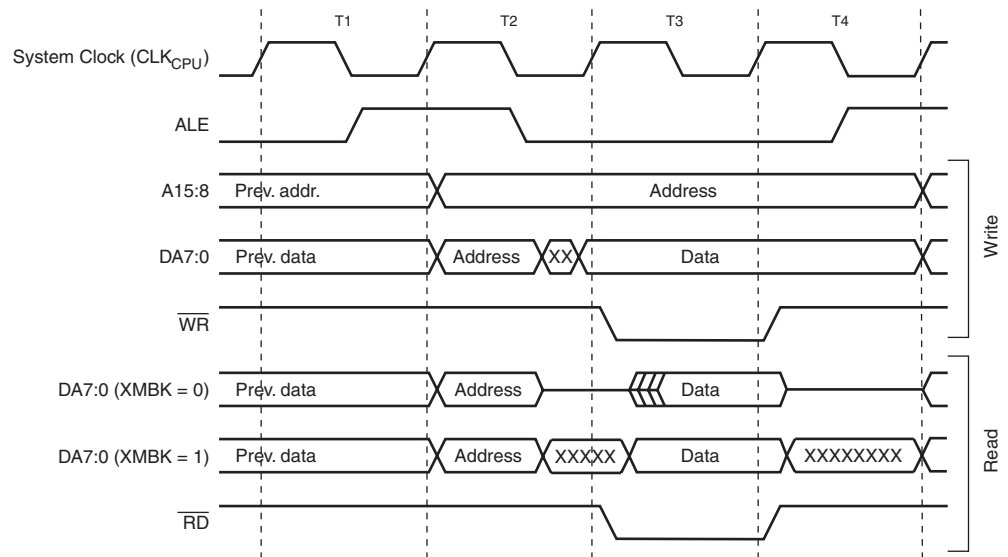 T1 T2 T3 T4
System Clock (CLKCPU)
ALE
A15:8 Prev. addr. Address
DA7:0 Prev. data Address XX Data
WR
Write
DA7:0 (XMBK = 0) Prev. data Address Data
DA7:0 (XMBK = 1) Prev. data Address XXXXX Data XXXXXXXX
RD
Read